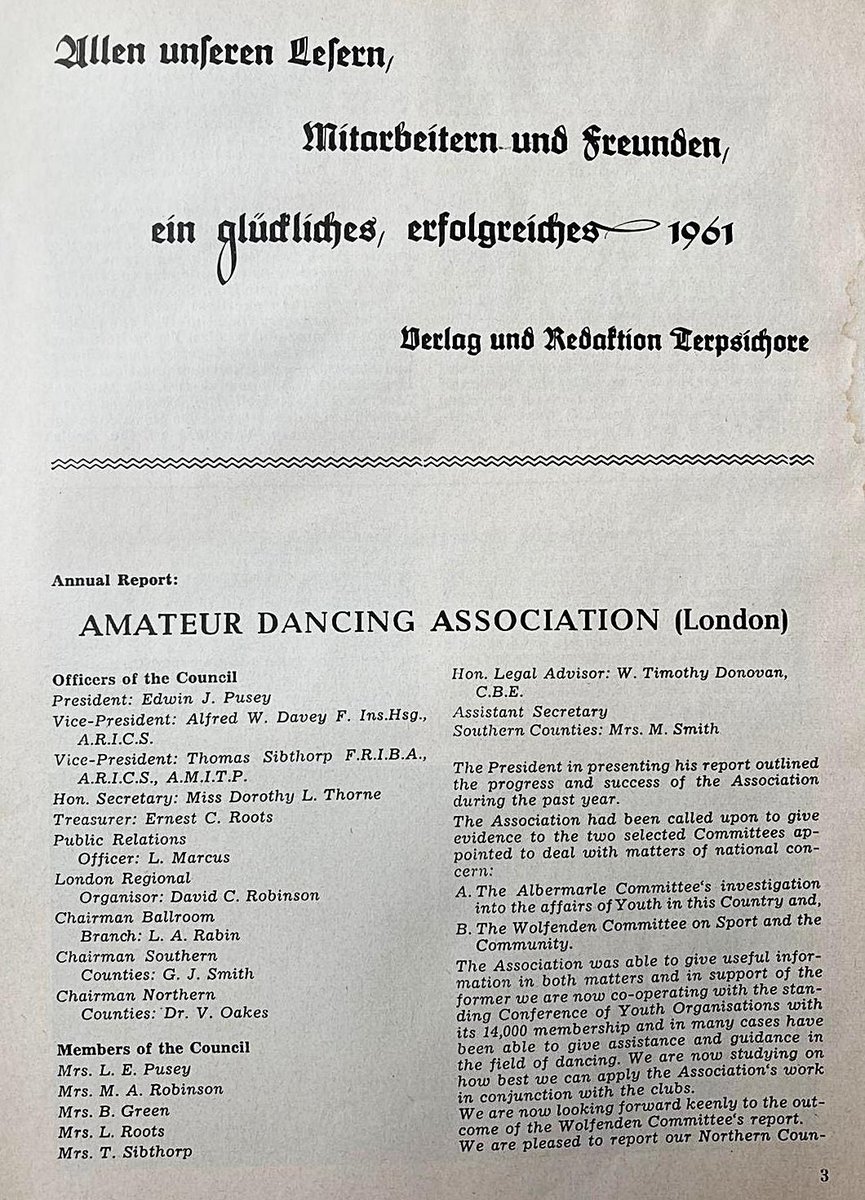 Allen unseren Lesern,
Mitarbeitern und Freunden,
ein glückliches, erfolgreiches 1961
Verlag und Redaktion Terpsichore
Annual Report:
AMATEUR DANCING ASSOCIATION (London)
Officers of the Council
President: Edwin J. Pusey
Vice-President: Alfred W. Davey F. Ins.Hsg.,
A.R.I.C.S.
Vice-President: Thomas Sibthorp F.R.I.B.A.,
A.R.I.C.S., A.M.I.T.P.
Hon. Secretary: Miss Dorothy L. Thorne
Treasurer: Ernest C. Roots
Public Relations
Officer: L. Marcus
London Regional
Organisor: David C. Robinson
Chairman Ballroom
Branch: L. A. Rabin
Chairman Southern
Counties: G. J. Smith
Chairman Northern
Counties: Dr. V. Oakes
Members of the Council
Mrs. L. E. Pusey
Mrs. M. A. Robinson
Mrs. B. Green
Mrs. L. Roots
Mrs. T. Sibthorp
Hon. Legal Advisor: W. Timothy Donovan,
C.B.E.
Assistant Secretary
Southern Counties: Mrs. M. Smith
The President in presenting his report outlined
the progress and success of the Association
during the past year.
The Association had been called upon to give
evidence to the two selected Committees ap-
pointed to deal with matters of national con-
cern:
A. The Albermarle Committee‘s investigation
into the affairs of Youth in this Country and,
B. The Wolfenden Committee on Sport and the
Community.
The Association was able to give useful infor-
mation in both matters and in support of the
former we are now co-operating with the stan-
ding Conference of Youth Organisations with
its 14,000 membership and in many cases have
been able to give assistance and guidance in
the field of dancing. We are now studying on
how best we can apply the Association‘s work
in conjunction with the clubs.
We are now looking forward keenly to the out-
come of the Wolfenden Committee‘s report.
We are pleased to report our Northern Coun-
3